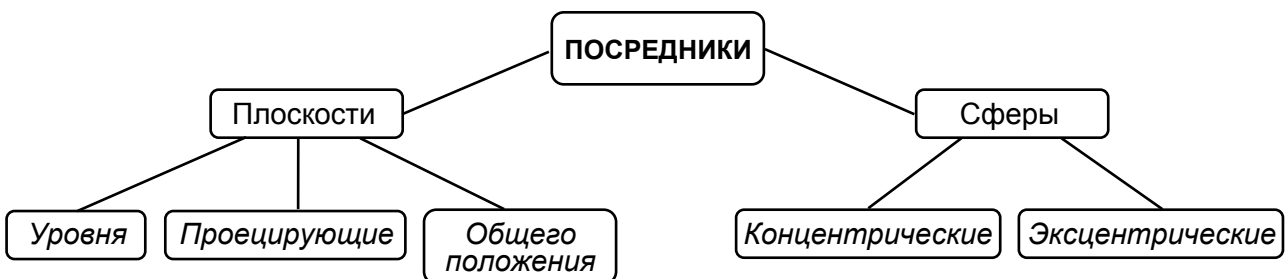 ПОСРЕДНИКИ
Плоскости
Сферы
Уровня
Проецирующие
Общего
положения
Концентрические
Эксцентрические